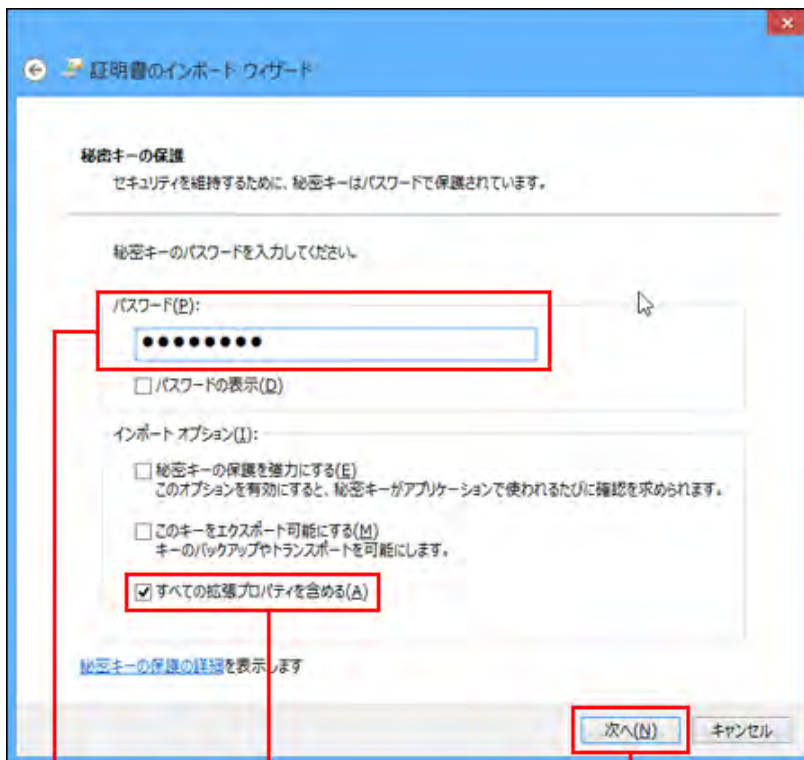 証明書のインポート ウィザード
秘密キーの保護
セキュリティを維持するために、秘密キーはパスワードで保護されています。
秘密キーのパスワードを入力してください。
パスワード(P):
●●●●●●●●
パスワードの表示(D)
インポート オプション(I):
秘密キーの保護を強力にする(E)
このオプションを有効にすると、秘密キーがアプリケーションで使われるたびに確認を求められます。
このキーをエクスポート可能にする(M)
キーのバックアップやトランスポートを可能にします。
すべての拡張プロパティを含める(A)
秘密キーの保護の詳細を表示します
次へ(N) キャンセル